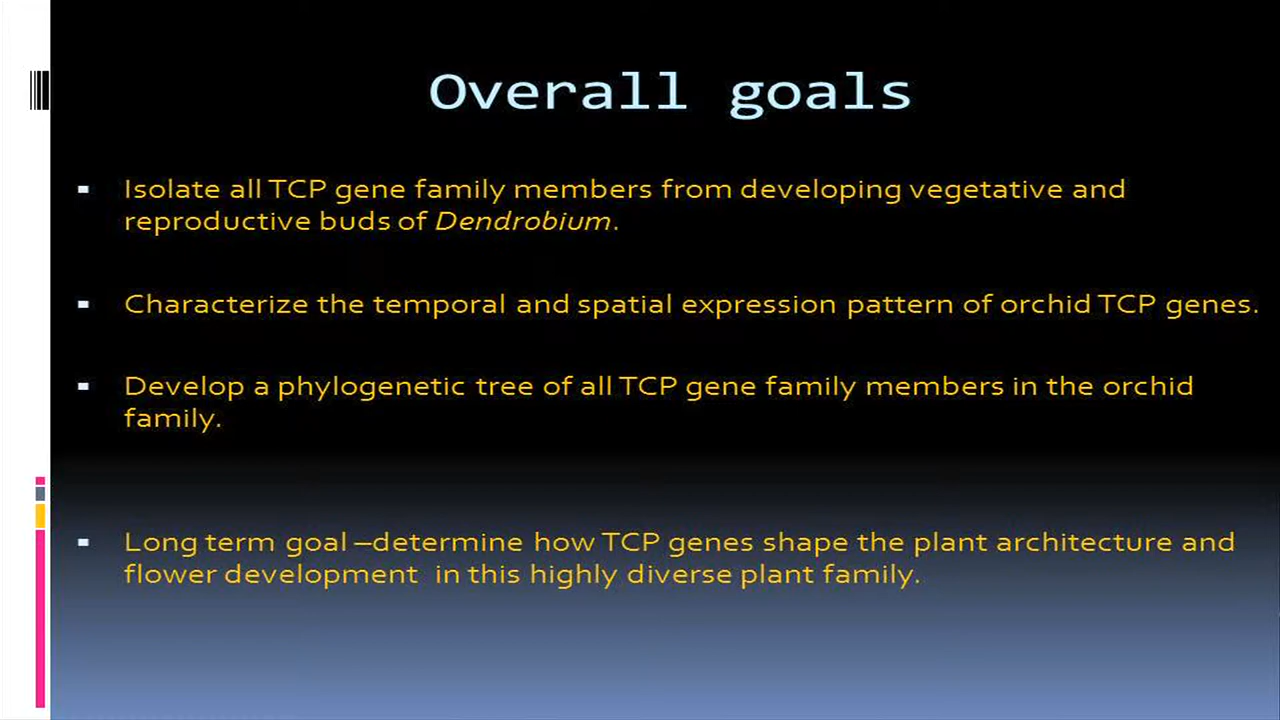 Overall goals
Isolate all TCP gene family members from developing vegetative and
reproductive buds of Dendrobium.
Characterize the temporal and spatial expression pattern of orchid TCP genes.
Develop a phylogenetic tree of all TCP gene family members in the orchid
family.
Long term goal –determine how TCP genes shape the plant architecture and
flower development in this highly diverse plant family.